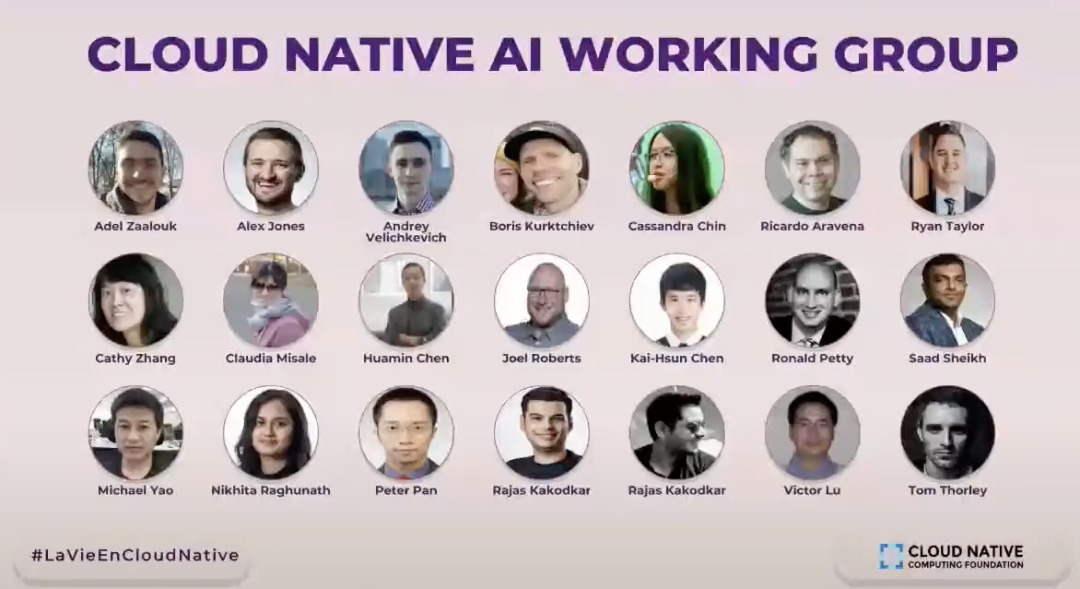 CLOUD NATIVE AI WORKING GROUP
Adel Zaalouk
Alex Jones
Andrey
Velichkevich
Boris Kurktchiev
Cassandra Chin
Ricardo Aravena
Ryan Taylor
Cathy Zhang
Claudia Misale
Huamin Chen
Joel Roberts
Kai-Hsun Chen
Ronald Petty
Saad Sheikh
Michael Yao
Nikhita Raghunath
Peter Pan
Rajas Kakodkar
Rajas Kakodkar
Victor Lu
Tom Thorley
#LaVieEnCloudNative
CLOUD NATIVE
COMPUTING FOUNDATION